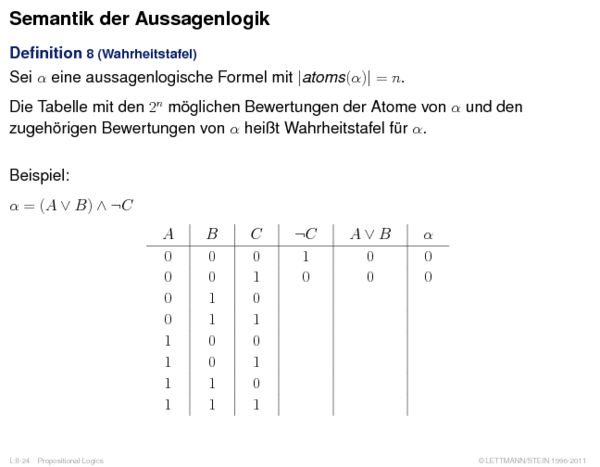 Semantik der Aussagenlogik
Definition 8 (Wahrheitstafel)
Sei α eine aussagenlogische Formel mit |atoms(α)| = n.
Die Tabelle mit den 2ⁿ möglichen Bewertungen der Atome von α und den
zugehörigen Bewertungen von α heißt Wahrheitstafel für α.
Beispiel:
α = (A ∨ B) ∧ ¬C
A B C ¬C A ∨ B α
0 0 0 1 0 0
0 0 1 0 0 0
0 1 0
0 1 1
1 0 0
1 0 1
1 1 0
1 1 1
L:II-24 Propositional Logics ©LETTMANN/STEIN 1996-2011